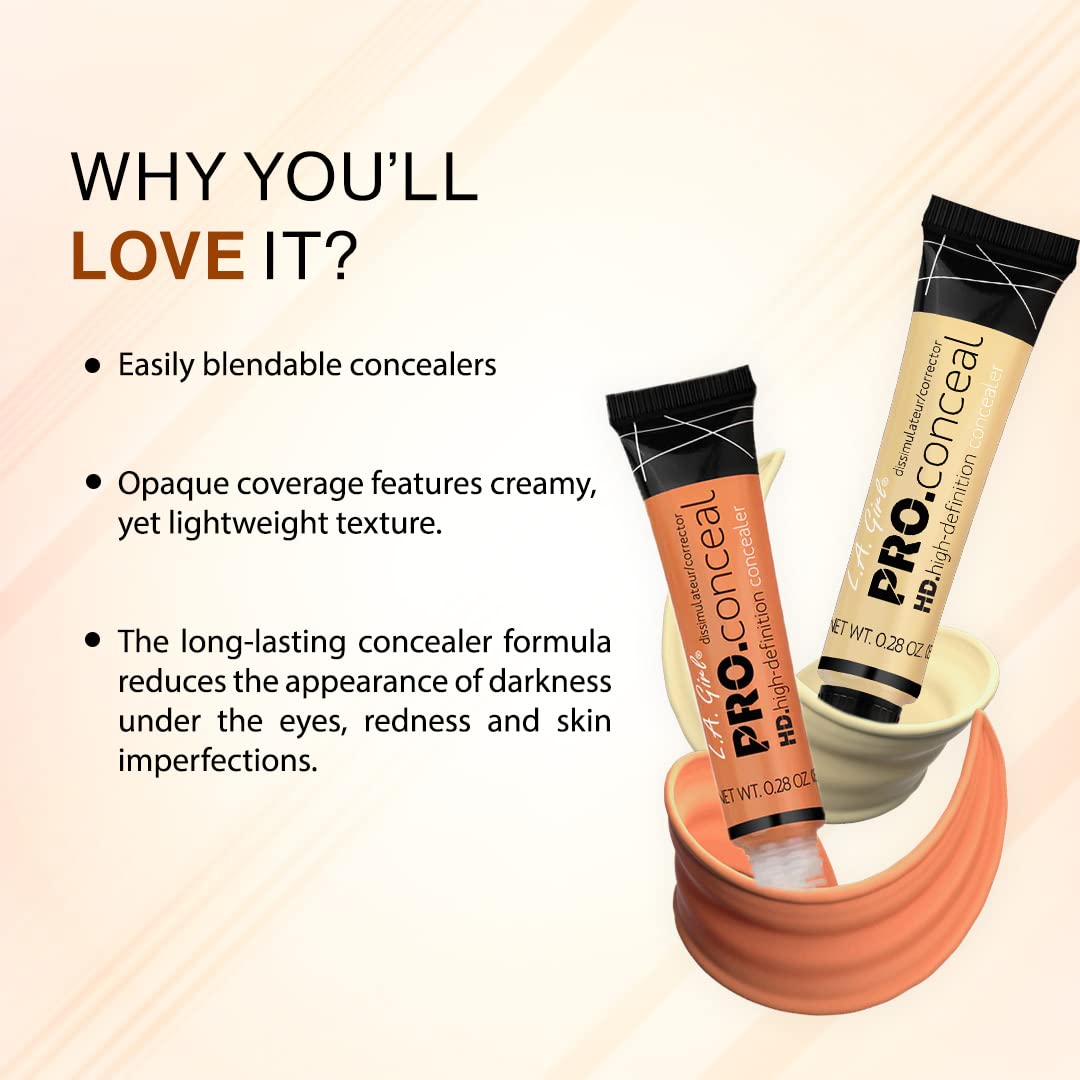 WHY YOU'LL
LOVE IT?
● Easily blendable concealers
● Opaque coverage features creamy,
yet lightweight texture.
● The long-lasting concealer formula
reduces the appearance of darkness
under the eyes, redness and skin
imperfections.
L.A. Girl® dissimulateur/corrector
PRO.conceal
HD.high-definition concealer
NET WT. 0.28 OZ.
L.A. Girl® dissimulateur/corrector
PRO.conceal
HD.high-definition concealer
NET WT. 0.28 OZ.